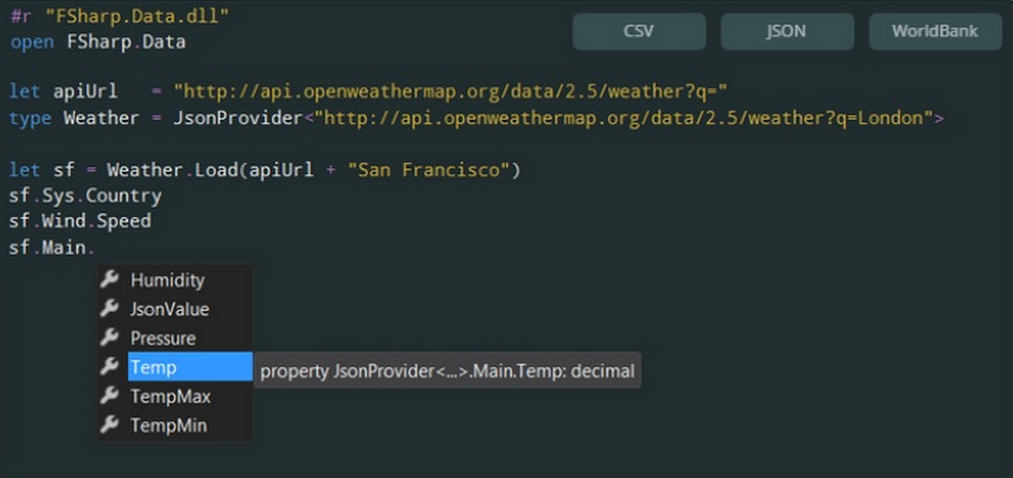 #r "FSharp.Data.dll"
open FSharp.Data
CSV JSON WorldBank
let apiUrl   = "http://api.openweathermap.org/data/2.5/weather?q="
type Weather = JsonProvider<"http://api.openweathermap.org/data/2.5/weather?q=London">
let sf = Weather.Load(apiUrl + "San Francisco")
sf.Sys.Country
sf.Wind.Speed
sf.Main.
Humidity
JsonValue
Pressure
Temp
property JsonProvider<...>.Main.Temp: decimal
TempMax
TempMin